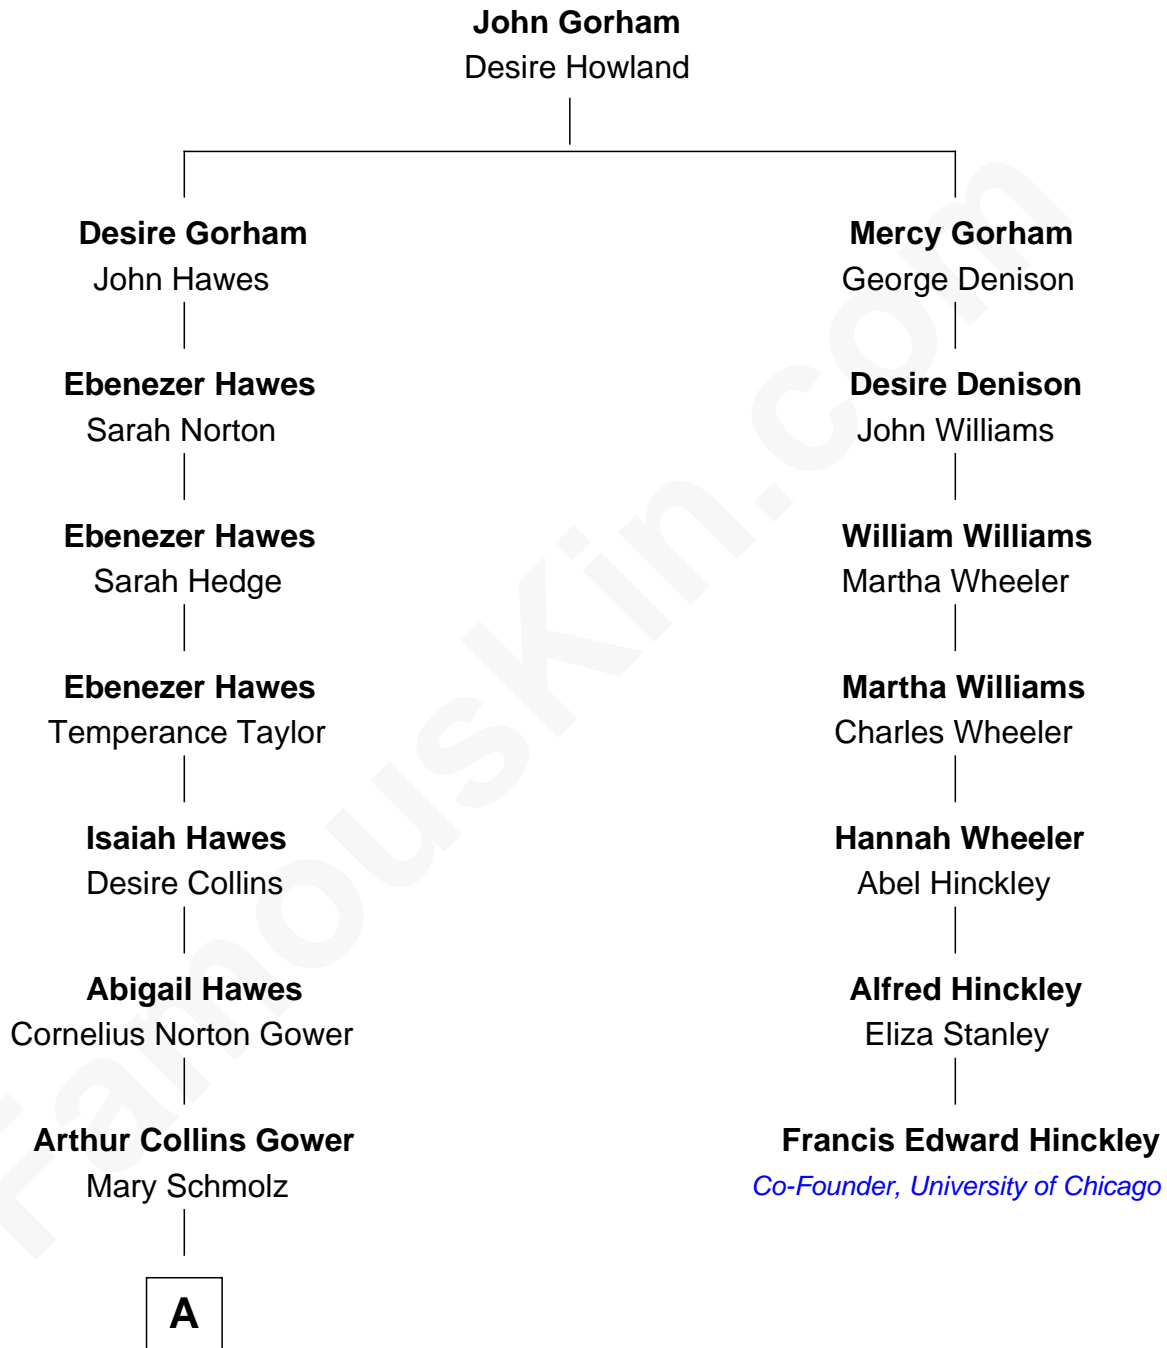 John Gorham
Desire Howland
Desire Gorham
John Hawes
Mercy Gorham
George Denison
Ebenezer Hawes
Sarah Norton
Desire Denison
John Williams
Ebenezer Hawes
Sarah Hedge
William Williams
Martha Wheeler
Ebenezer Hawes
Temperance Taylor
Martha Williams
Charles Wheeler
Isaiah Hawes
Desire Collins
Hannah Wheeler
Abel Hinckley
Abigail Hawes
Cornelius Norton Gower
Alfred Hinckley
Eliza Stanley
Arthur Collins Gower
Mary Schmolz
Francis Edward Hinckley
Co-Founder, University of Chicago
A
FamousKin.com